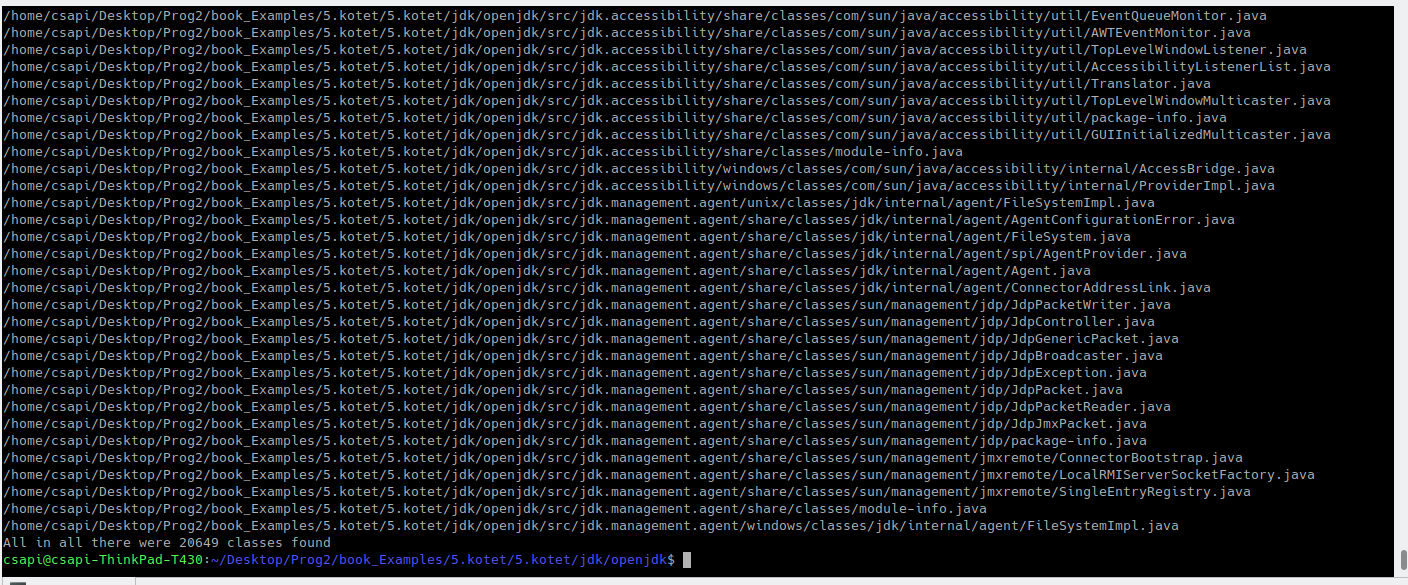 /home/csapi/Desktop/Prog2/book_Examples/5.kotet/5.kotet/jdk/openjdk/src/jdk.accessibility/share/classes/com/sun/java/accessibility/util/EventQueueMonitor.java
/home/csapi/Desktop/Prog2/book_Examples/5.kotet/5.kotet/jdk/openjdk/src/jdk.accessibility/share/classes/com/sun/java/accessibility/util/AWTEventMonitor.java
/home/csapi/Desktop/Prog2/book_Examples/5.kotet/5.kotet/jdk/openjdk/src/jdk.accessibility/share/classes/com/sun/java/accessibility/util/TopLevelWindowListener.java
/home/csapi/Desktop/Prog2/book_Examples/5.kotet/5.kotet/jdk/openjdk/src/jdk.accessibility/share/classes/com/sun/java/accessibility/util/AccessibilityListenerList.java
/home/csapi/Desktop/Prog2/book_Examples/5.kotet/5.kotet/jdk/openjdk/src/jdk.accessibility/share/classes/com/sun/java/accessibility/util/Translator.java
/home/csapi/Desktop/Prog2/book_Examples/5.kotet/5.kotet/jdk/openjdk/src/jdk.accessibility/share/classes/com/sun/java/accessibility/util/TopLevelWindowMulticaster.java
/home/csapi/Desktop/Prog2/book_Examples/5.kotet/5.kotet/jdk/openjdk/src/jdk.accessibility/share/classes/com/sun/java/accessibility/util/package-info.java
/home/csapi/Desktop/Prog2/book_Examples/5.kotet/5.kotet/jdk/openjdk/src/jdk.accessibility/share/classes/com/sun/java/accessibility/util/GUIInitializedMulticaster.java
/home/csapi/Desktop/Prog2/book_Examples/5.kotet/5.kotet/jdk/openjdk/src/jdk.accessibility/share/classes/module-info.java
/home/csapi/Desktop/Prog2/book_Examples/5.kotet/5.kotet/jdk/openjdk/src/jdk.accessibility/windows/classes/com/sun/java/accessibility/internal/AccessBridge.java
/home/csapi/Desktop/Prog2/book_Examples/5.kotet/5.kotet/jdk/openjdk/src/jdk.accessibility/windows/classes/com/sun/java/accessibility/internal/ProviderImpl.java
/home/csapi/Desktop/Prog2/book_Examples/5.kotet/5.kotet/jdk/openjdk/src/jdk.management.agent/unix/classes/jdk/internal/agent/FileSystemImpl.java
/home/csapi/Desktop/Prog2/book_Examples/5.kotet/5.kotet/jdk/openjdk/src/jdk.management.agent/share/classes/jdk/internal/agent/AgentConfigurationError.java
/home/csapi/Desktop/Prog2/book_Examples/5.kotet/5.kotet/jdk/openjdk/src/jdk.management.agent/share/classes/jdk/internal/agent/FileSystem.java
/home/csapi/Desktop/Prog2/book_Examples/5.kotet/5.kotet/jdk/openjdk/src/jdk.management.agent/share/classes/jdk/internal/agent/spi/AgentProvider.java
/home/csapi/Desktop/Prog2/book_Examples/5.kotet/5.kotet/jdk/openjdk/src/jdk.management.agent/share/classes/jdk/internal/agent/Agent.java
/home/csapi/Desktop/Prog2/book_Examples/5.kotet/5.kotet/jdk/openjdk/src/jdk.management.agent/share/classes/jdk/internal/agent/ConnectorAddressLink.java
/home/csapi/Desktop/Prog2/book_Examples/5.kotet/5.kotet/jdk/openjdk/src/jdk.management.agent/share/classes/sun/management/jdp/JdpPacketWriter.java
/home/csapi/Desktop/Prog2/book_Examples/5.kotet/5.kotet/jdk/openjdk/src/jdk.management.agent/share/classes/sun/management/jdp/JdpController.java
/home/csapi/Desktop/Prog2/book_Examples/5.kotet/5.kotet/jdk/openjdk/src/jdk.management.agent/share/classes/sun/management/jdp/JdpGenericPacket.java
/home/csapi/Desktop/Prog2/book_Examples/5.kotet/5.kotet/jdk/openjdk/src/jdk.management.agent/share/classes/sun/management/jdp/JdpBroadcaster.java
/home/csapi/Desktop/Prog2/book_Examples/5.kotet/5.kotet/jdk/openjdk/src/jdk.management.agent/share/classes/sun/management/jdp/JdpException.java
/home/csapi/Desktop/Prog2/book_Examples/5.kotet/5.kotet/jdk/openjdk/src/jdk.management.agent/share/classes/sun/management/jdp/JdpPacket.java
/home/csapi/Desktop/Prog2/book_Examples/5.kotet/5.kotet/jdk/openjdk/src/jdk.management.agent/share/classes/sun/management/jdp/JdpPacketReader.java
/home/csapi/Desktop/Prog2/book_Examples/5.kotet/5.kotet/jdk/openjdk/src/jdk.management.agent/share/classes/sun/management/jdp/JdpJmxPacket.java
/home/csapi/Desktop/Prog2/book_Examples/5.kotet/5.kotet/jdk/openjdk/src/jdk.management.agent/share/classes/sun/management/jdp/package-info.java
/home/csapi/Desktop/Prog2/book_Examples/5.kotet/5.kotet/jdk/openjdk/src/jdk.management.agent/share/classes/sun/management/jmxremote/ConnectorBootstrap.java
/home/csapi/Desktop/Prog2/book_Examples/5.kotet/5.kotet/jdk/openjdk/src/jdk.management.agent/share/classes/sun/management/jmxremote/LocalRMIServerSocketFactory.java
/home/csapi/Desktop/Prog2/book_Examples/5.kotet/5.kotet/jdk/openjdk/src/jdk.management.agent/share/classes/sun/management/jmxremote/SingleEntryRegistry.java
/home/csapi/Desktop/Prog2/book_Examples/5.kotet/5.kotet/jdk/openjdk/src/jdk.management.agent/share/classes/module-info.java
/home/csapi/Desktop/Prog2/book_Examples/5.kotet/5.kotet/jdk/openjdk/src/jdk.management.agent/windows/classes/jdk/internal/agent/FileSystemImpl.java
All in all there were 20649 classes found
csapi@csapi-ThinkPad-T430:~/Desktop/Prog2/book_Examples/5.kotet/5.kotet/jdk/openjdk$